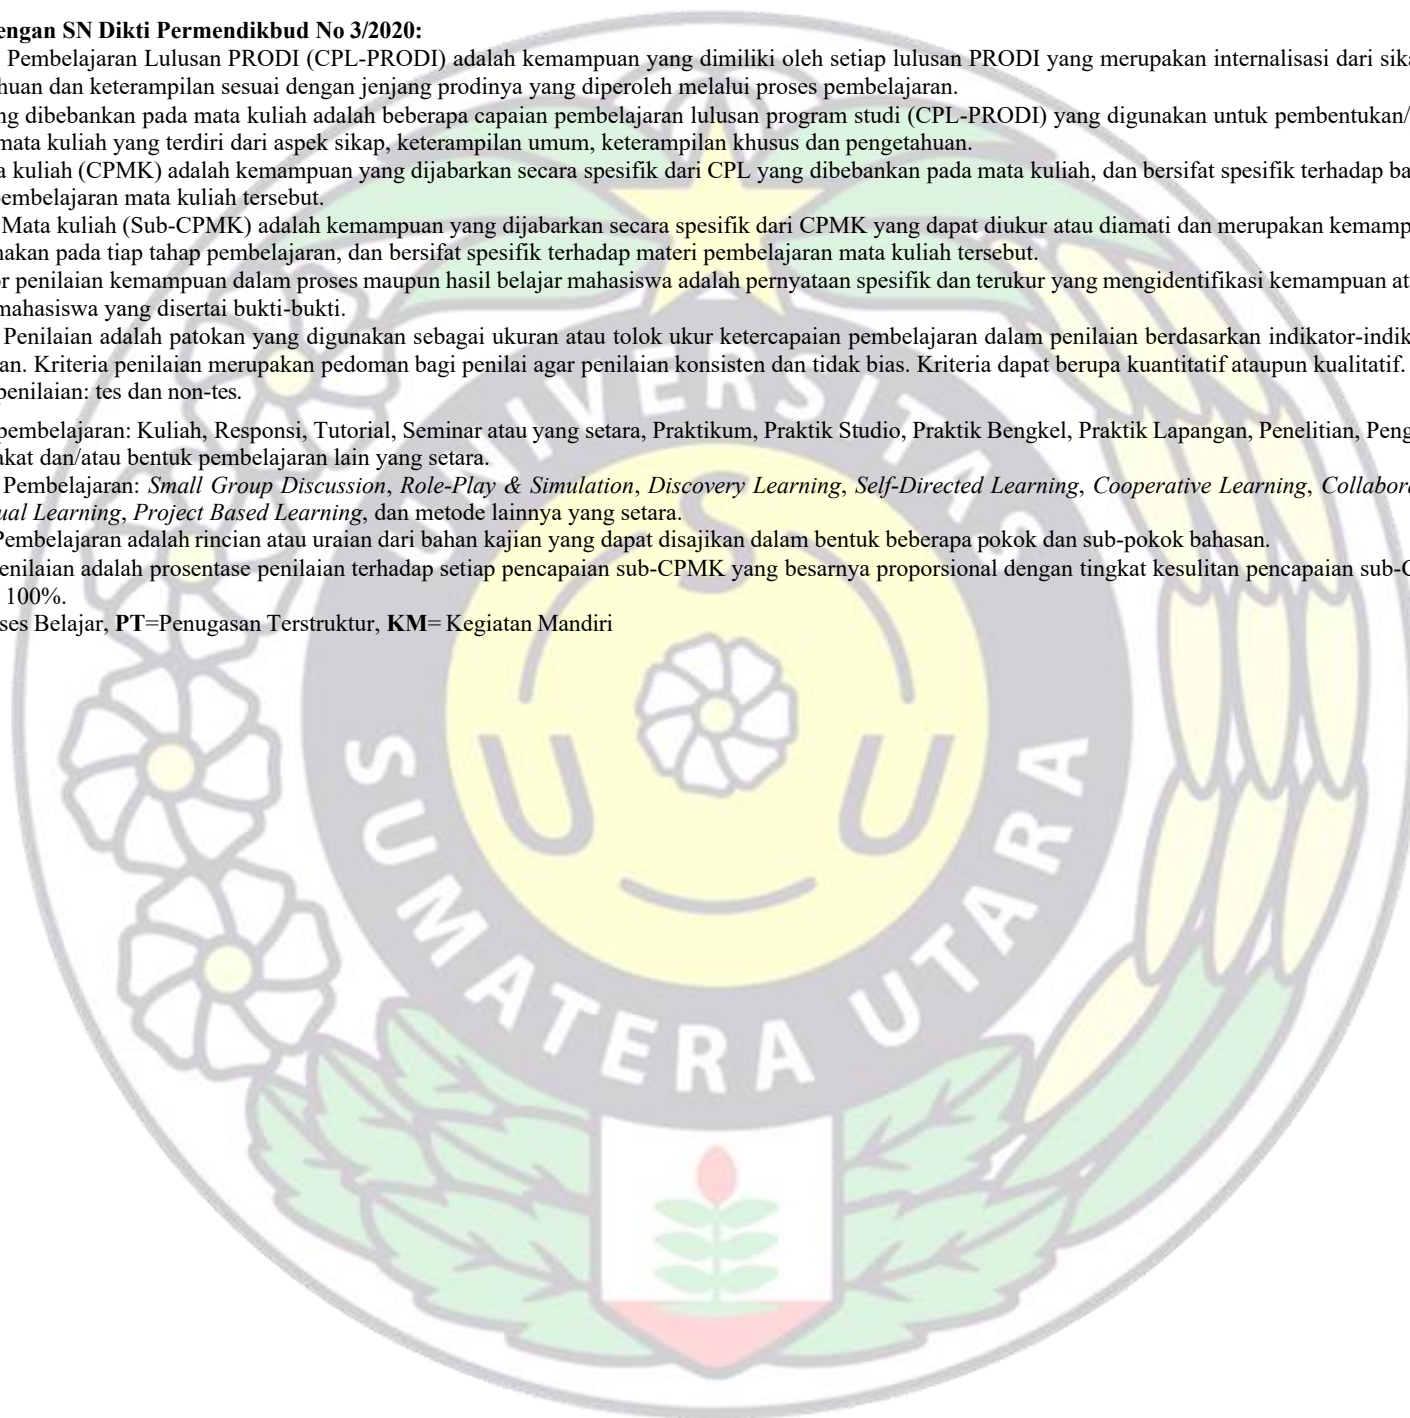 engan SN Dikti Permendikbud No 3/2020:
Pembelajaran Lulusan PRODI (CPL-PRODI) adalah kemampuan yang dimiliki oleh setiap lulusan PRODI yang merupakan internalisasi dari sika
huan dan keterampilan sesuai dengan jenjang prodinya yang diperoleh melalui proses pembelajaran.
ng dibebankan pada mata kuliah adalah beberapa capaian pembelajaran lulusan program studi (CPL-PRODI) yang digunakan untuk pembentukan/
mata kuliah yang terdiri dari aspek sikap, keterampilan umum, keterampilan khusus dan pengetahuan.
a kuliah (CPMK) adalah kemampuan yang dijabarkan secara spesifik dari CPL yang dibebankan pada mata kuliah, dan bersifat spesifik terhadap ba
pembelajaran mata kuliah tersebut.
Mata kuliah (Sub-CPMK) adalah kemampuan yang dijabarkan secara spesifik dari CPMK yang dapat diukur atau diamati dan merupakan kemamp
nakan pada tiap tahap pembelajaran, dan bersifat spesifik terhadap materi pembelajaran mata kuliah tersebut.
or penilaian kemampuan dalam proses maupun hasil belajar mahasiswa adalah pernyataan spesifik dan terukur yang mengidentifikasi kemampuan at
mahasiswa yang disertai bukti-bukti.
Penilaian adalah patokan yang digunakan sebagai ukuran atau tolok ukur ketercapaian pembelajaran dalam penilaian berdasarkan indikator-indik
an. Kriteria penilaian merupakan pedoman bagi penilai agar penilaian konsisten dan tidak bias. Kriteria dapat berupa kuantitatif ataupun kualitatif.
penilaian: tes dan non-tes.
pembelajaran: Kuliah, Responsi, Tutorial, Seminar atau yang setara, Praktikum, Praktik Studio, Praktik Bengkel, Praktik Lapangan, Penelitian, Peng
akat dan/atau bentuk pembelajaran lain yang setara.
Pembelajaran: Small Group Discussion, Role-Play & Simulation, Discovery Learning, Self-Directed Learning, Cooperative Learning, Collabora
ual Learning, Project Based Learning, dan metode lainnya yang setara.
Pembelajaran adalah rincian atau uraian dari bahan kajian yang dapat disajikan dalam bentuk beberapa pokok dan sub-pokok bahasan.
enilaian adalah prosentase penilaian terhadap setiap pencapaian sub-CPMK yang besarnya proporsional dengan tingkat kesulitan pencapaian sub-C
100%.
ses Belajar, PT=Penugasan Terstruktur, KM= Kegiatan Mandiri
UNIVERSITAS
U S U
SUMATERA UTARA